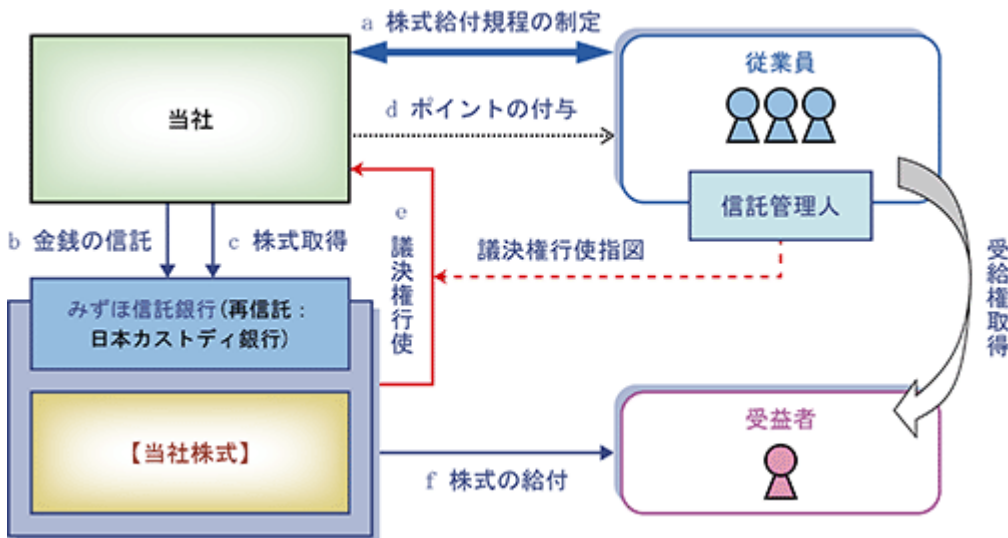 a 株式給付規程の制定
当社
従業員
d ポイントの付与
信託管理人
b 金銭の信託
c 株式取得
e 議決権行使
議決権行使指図
受給権取得
みずほ信託銀行(再信託：
日本カストディ銀行)
【当社株式】
受益者
f 株式の給付